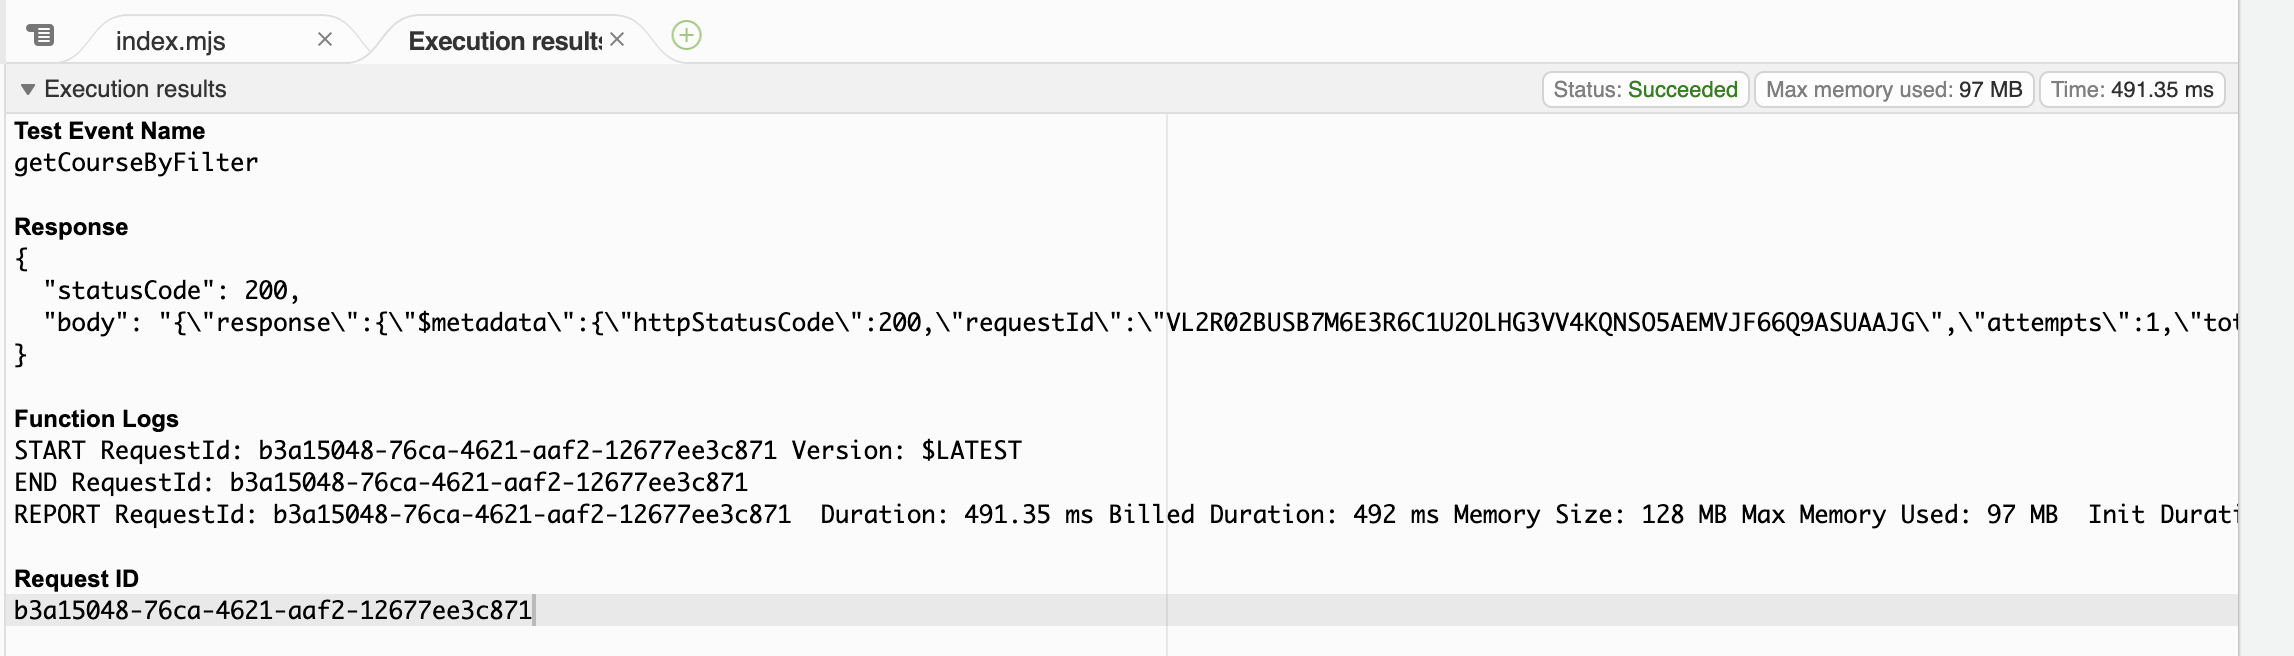 index.mjs
Execution results
Execution results
Status: Succeeded Max memory used: 97 MB Time: 491.35 ms
Test Event Name
getCourseByFilter
Response
{
  "statusCode": 200,
  "body": "{\"response\":{\"$metadata\":{\"httpStatusCode\":200,\"requestId\":\"VL2R02BUSB7M6E3R6C1U2OLHG3VV4KQNSO5AEMVJF66Q9ASUAAJG\",\"attempts\":1,\"tot
}
Function Logs
START RequestId: b3a15048-76ca-4621-aaf2-12677ee3c871 Version: $LATEST
END RequestId: b3a15048-76ca-4621-aaf2-12677ee3c871
REPORT RequestId: b3a15048-76ca-4621-aaf2-12677ee3c871  Duration: 491.35 ms Billed Duration: 492 ms Memory Size: 128 MB Max Memory Used: 97 MB  Init Durati
Request ID
b3a15048-76ca-4621-aaf2-12677ee3c871